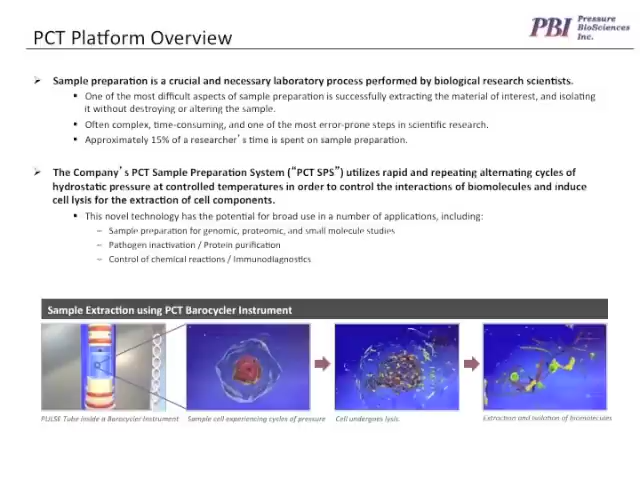 PCT Platform Overview
PBI Pressure
BioSciences
Inc.
➢ Sample preparation is a crucial and necessary laboratory process performed by biological research scientists.
▪ One of the most difficult aspects of sample preparation is successfully extracting the material of interest, and isolating
it without destroying or altering the sample.
▪ Often complex, time-consuming, and one of the most error-prone steps in scientific research.
▪ Approximately 15% of a researcher's time is spent on sample preparation.
➢ The Company's PCT Sample Preparation System ("PCT SPS") utilizes rapid and repeating alternating cycles of
hydrostatic pressure at controlled temperatures in order to control the interactions of biomolecules and induce
cell lysis for the extraction of cell components.
▪ This novel technology has the potential for broad use in a number of applications, including:
– Sample preparation for genomic, proteomic, and small molecule studies
– Pathogen inactivation / Protein purification
– Control of chemical reactions / Immunodiagnostics
Sample Extraction using PCT Barocycler Instrument
PULSE Tube inside a Barocycler Instrument
Sample cell experiencing cycles of pressure
Cell undergoes lysis.
Extraction and isolation of biomolecules